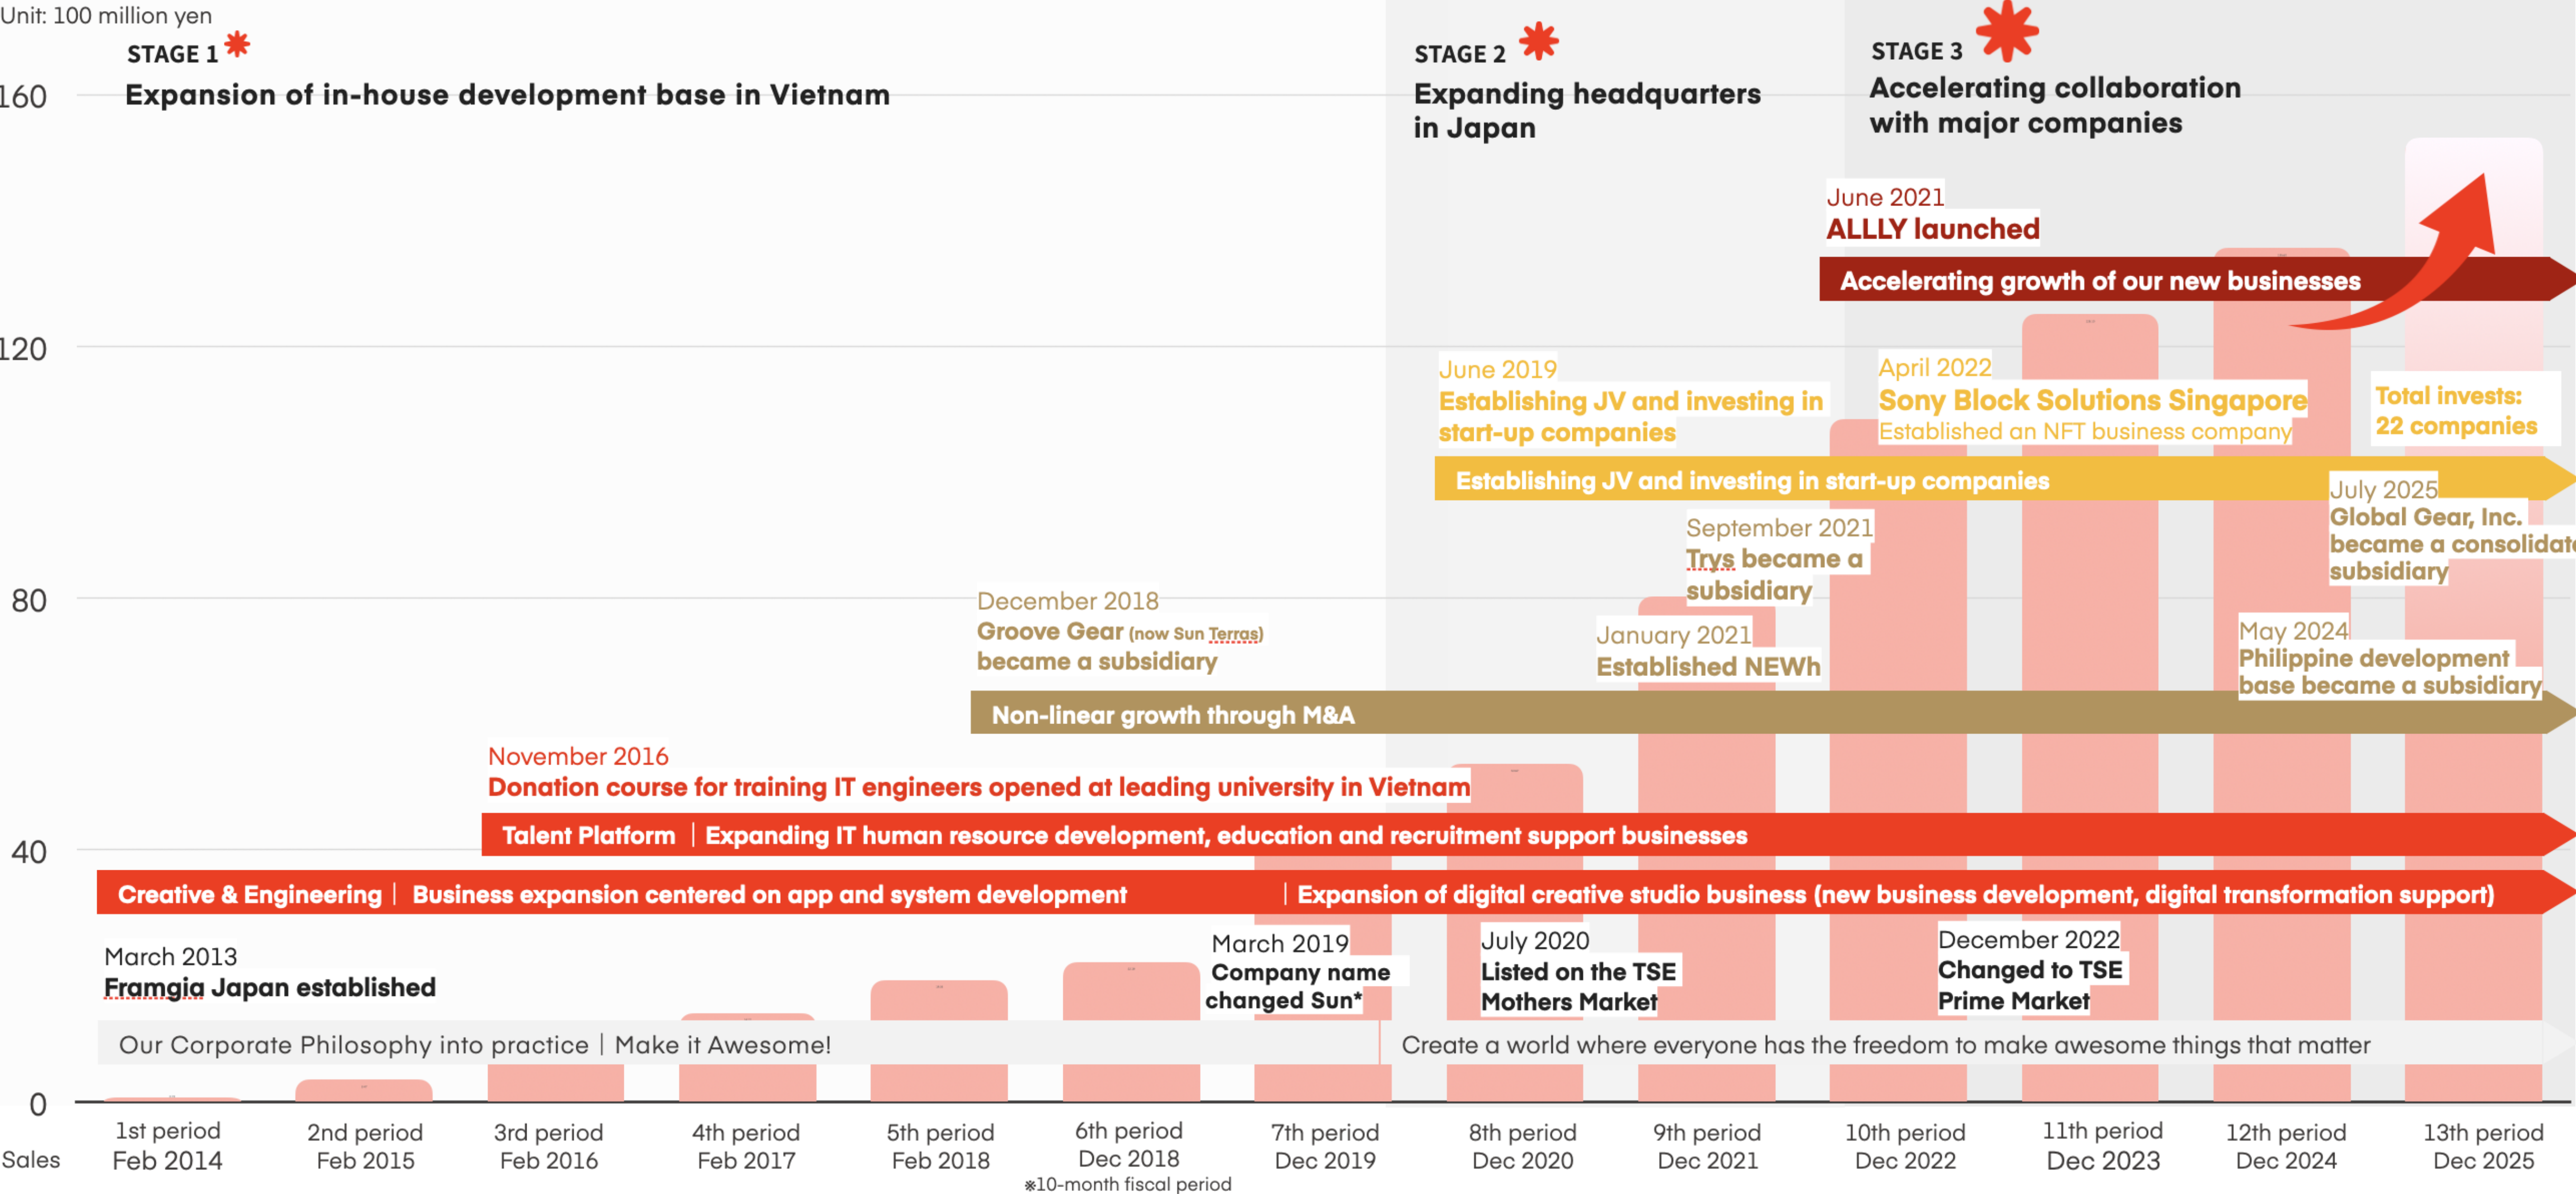 Unit: 100 million yen
STAGE 1
Expansion of in-house development base in Vietnam
STAGE 2
Expanding headquarters
in Japan
STAGE 3
Accelerating collaboration
with major companies
160
120
80
40
0
June 2021
ALLLY launched
Accelerating growth of our new businesses
June 2019
Establishing JV and investing in
start-up companies
April 2022
Sony Block Solutions Singapore
Established an NFT business company
Total invests:
22 companies
Establishing JV and investing in start-up companies
July 2025
Global Gear, Inc.
became a consolidate
subsidiary
September 2021
Trys became a
subsidiary
December 2018
Groove Gear (now Sun Terras)
became a subsidiary
January 2021
Established NEWh
May 2024
Philippine development
base became a subsidiary
Non-linear growth through M&A
November 2016
Donation course for training IT engineers opened at leading university in Vietnam
Talent Platform | Expanding IT human resource development, education and recruitment support businesses
Creative & Engineering | Business expansion centered on app and system development | Expansion of digital creative studio business (new business development, digital transformation support)
March 2013
Framgia Japan established
March 2019
Company name
changed Sun*
July 2020
Listed on the TSE
Mothers Market
December 2022
Changed to TSE
Prime Market
Our Corporate Philosophy into practice | Make it Awesome!
Create a world where everyone has the freedom to make awesome things that matter
Sales
1st period
Feb 2014
2nd period
Feb 2015
3rd period
Feb 2016
4th period
Feb 2017
5th period
Feb 2018
6th period
Dec 2018
※10-month fiscal period
7th period
Dec 2019
8th period
Dec 2020
9th period
Dec 2021
10th period
Dec 2022
11th period
Dec 2023
12th period
Dec 2024
13th period
Dec 2025